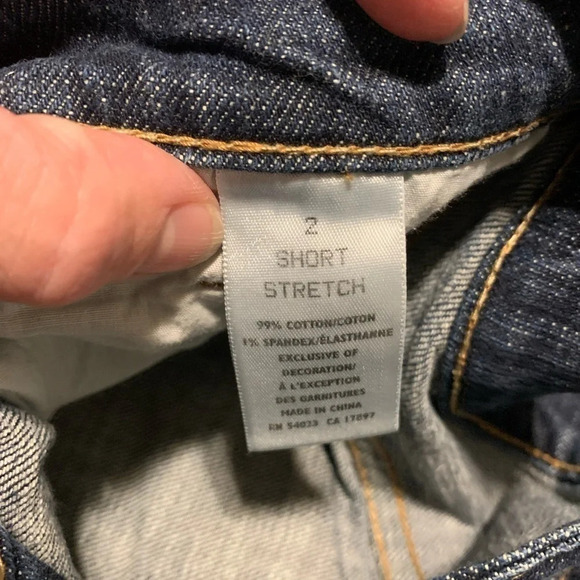 2
SHORT
STRETCH
99% COTTON/COTON
1% SPANDEX/ÉLASTHANNE
EXCLUSIVE OF
DECORATION/
À L'EXCEPTION
DES GARNITURES
MADE IN CHINA
RN 54023 CA 17897